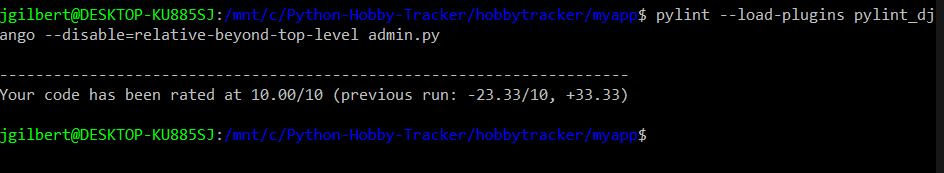 jgilbert@DESKTOP-KU885SJ:/mnt/c/Python-Hobby-Tracker/hobbytracker/myapp$ pylint --load-plugins pylint_dj
ango --disable=relative-beyond-top-level admin.py
--------------------------------------------------------------------
Your code has been rated at 10.00/10 (previous run: -23.33/10, +33.33)
jgilbert@DESKTOP-KU885SJ:/mnt/c/Python-Hobby-Tracker/hobbytracker/myapp$